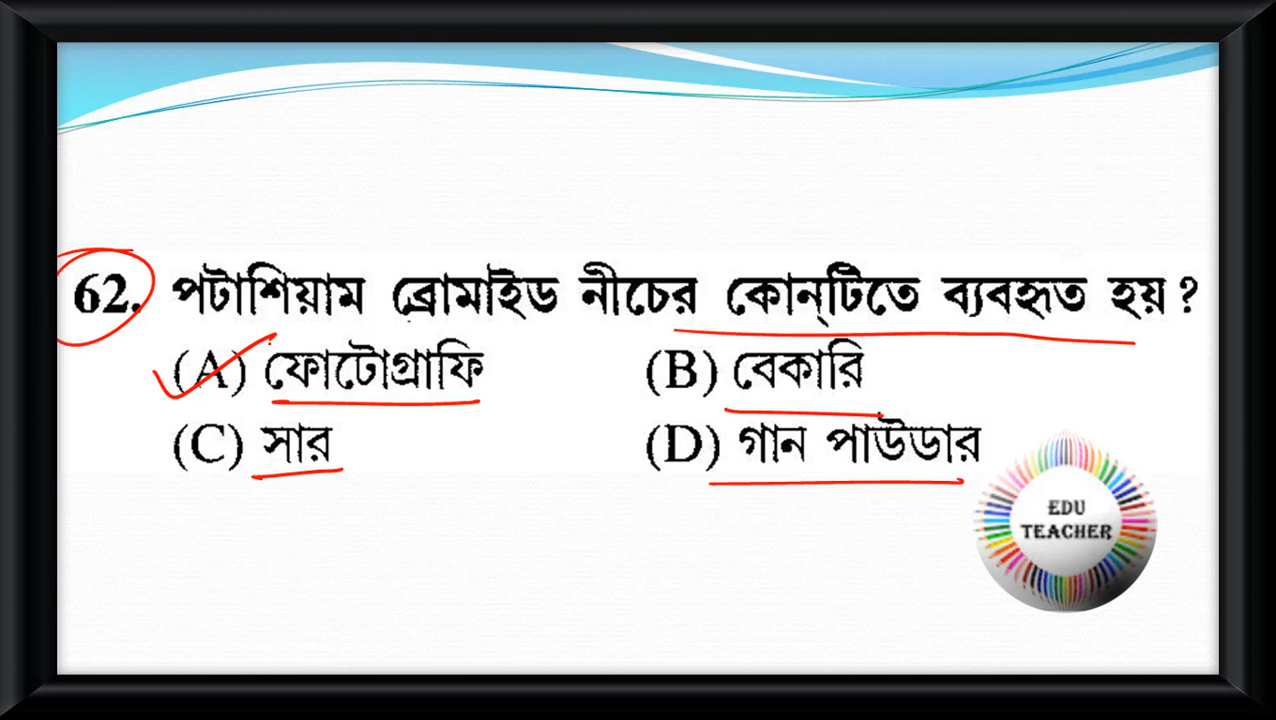 62. পটাশিয়াম ব্রোমাইড নীচের কোন্‌টিতে ব্যবহৃত হয় ?
(A) ফোটোগ্রাফি (B) বেকারি
(C) সার (D) গান পাউডার
EDU
TEACHER